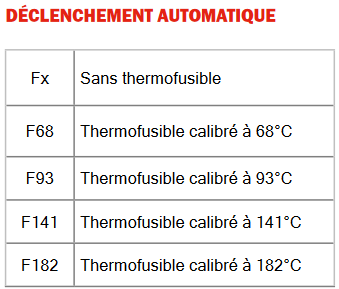 DÉCLENCHEMENT AUTOMATIQUE
Fx Sans thermofusible
F68 Thermofusible calibré à 68°C
F93 Thermofusible calibré à 93°C
F141 Thermofusible calibré à 141°C
F182 Thermofusible calibré à 182°C